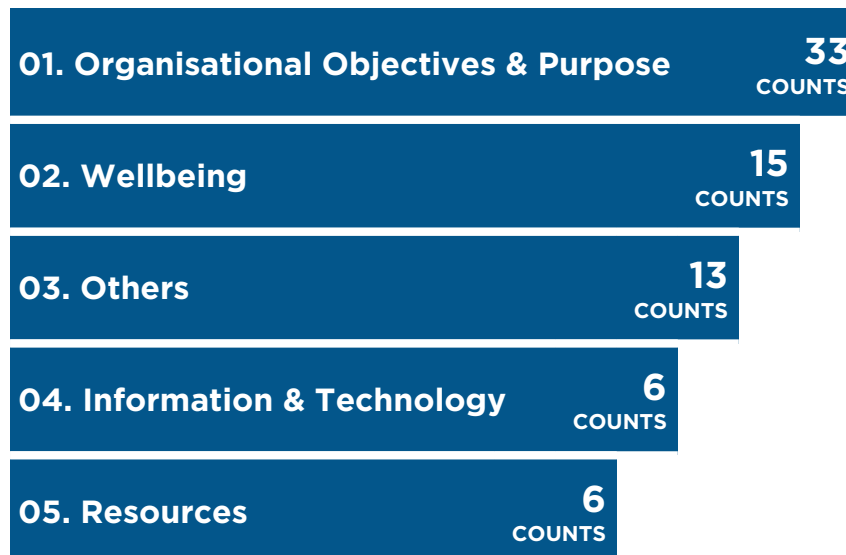 01. Organisational Objectives & Purpose
33
COUNTS
02. Wellbeing
15
COUNTS
03. Others
13
COUNTS
04. Information & Technology
6
COUNTS
05. Resources
6
COUNTS